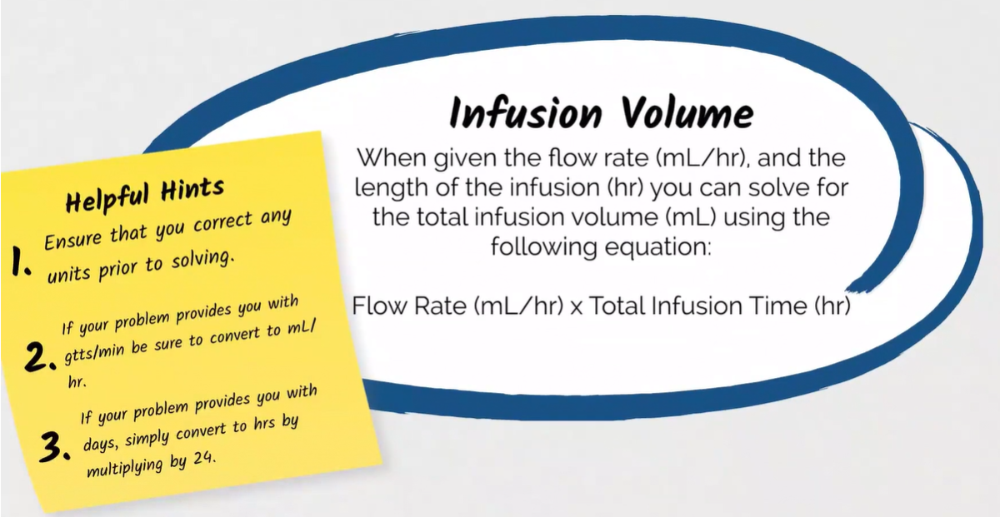 Infusion Volume
When given the flow rate (mL/hr), and the
length of the infusion (hr) you can solve for
the total infusion volume (mL) using the
following equation:
Flow Rate (mL/hr) x Total Infusion Time (hr)
Helpful Hints
1. Ensure that you correct any
units prior to solving.
2. If your problem provides you with
gtts/min be sure to convert to mL/
hr.
3. If your problem provides you with
days, simply convert to hrs by
multiplying by 24.